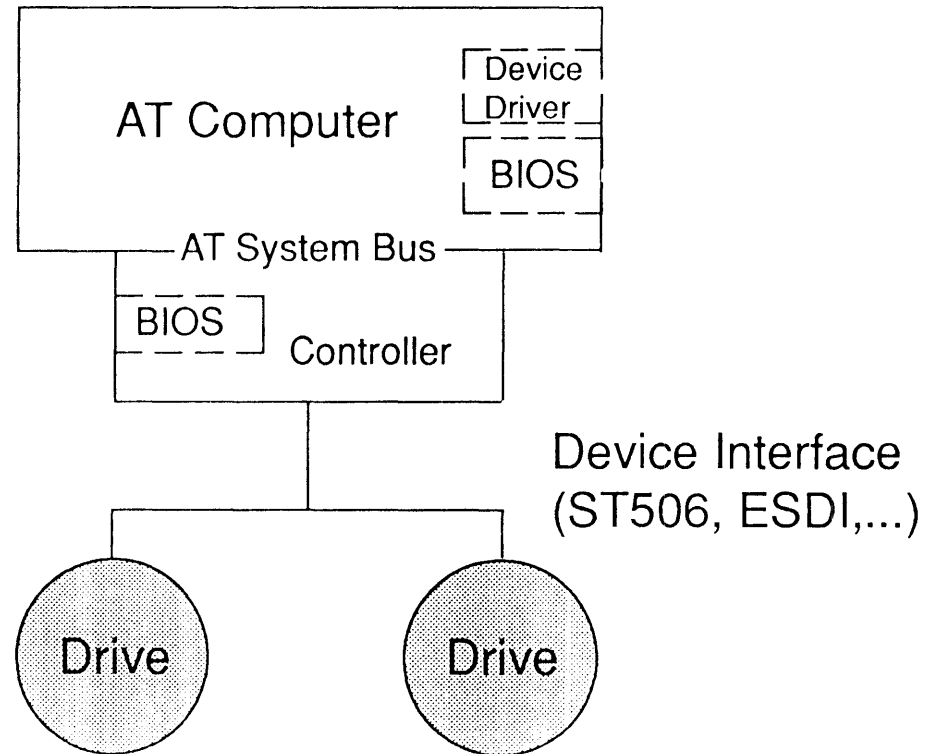 Device
Driver
AT Computer
BIOS
AT System Bus
BIOS
Controller
Device Interface
(ST506, ESDI,...)
Drive
Drive